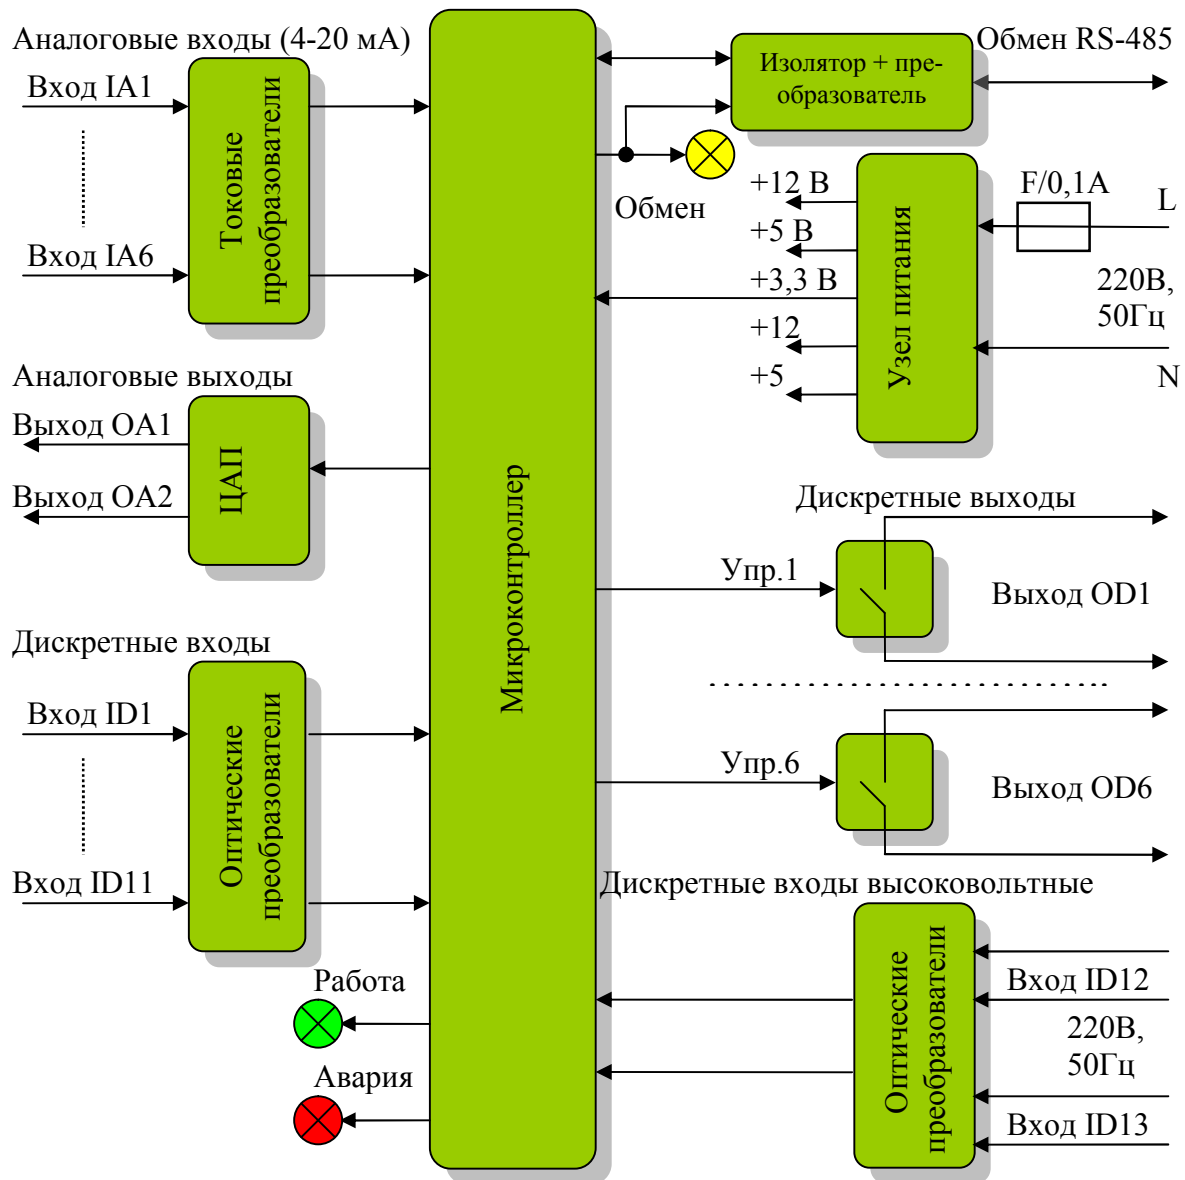 Аналоговые входы (4-20 мА)
Вход IA1
Вход IA6
Токовые
преобразователи
Аналоговые выходы
Выход OA1
Выход OA2
ЦАП
Дискретные входы
Вход ID1
Вход ID11
Оптические
преобразователи
Работа
Авария
Микроконтроллер
Изолятор + пре-
образователь
Обмен RS-485
Обмен
+12 В
+5 В
+3,3 В
+12
+5
Узел питания
F/0,1А
L
220В,
50Гц
N
Дискретные выходы
Упр.1
Выход OD1
Упр.6
Выход OD6
Дискретные входы высоковольтные
Оптические
преобразователи
Вход ID12
220В,
50Гц
Вход ID13